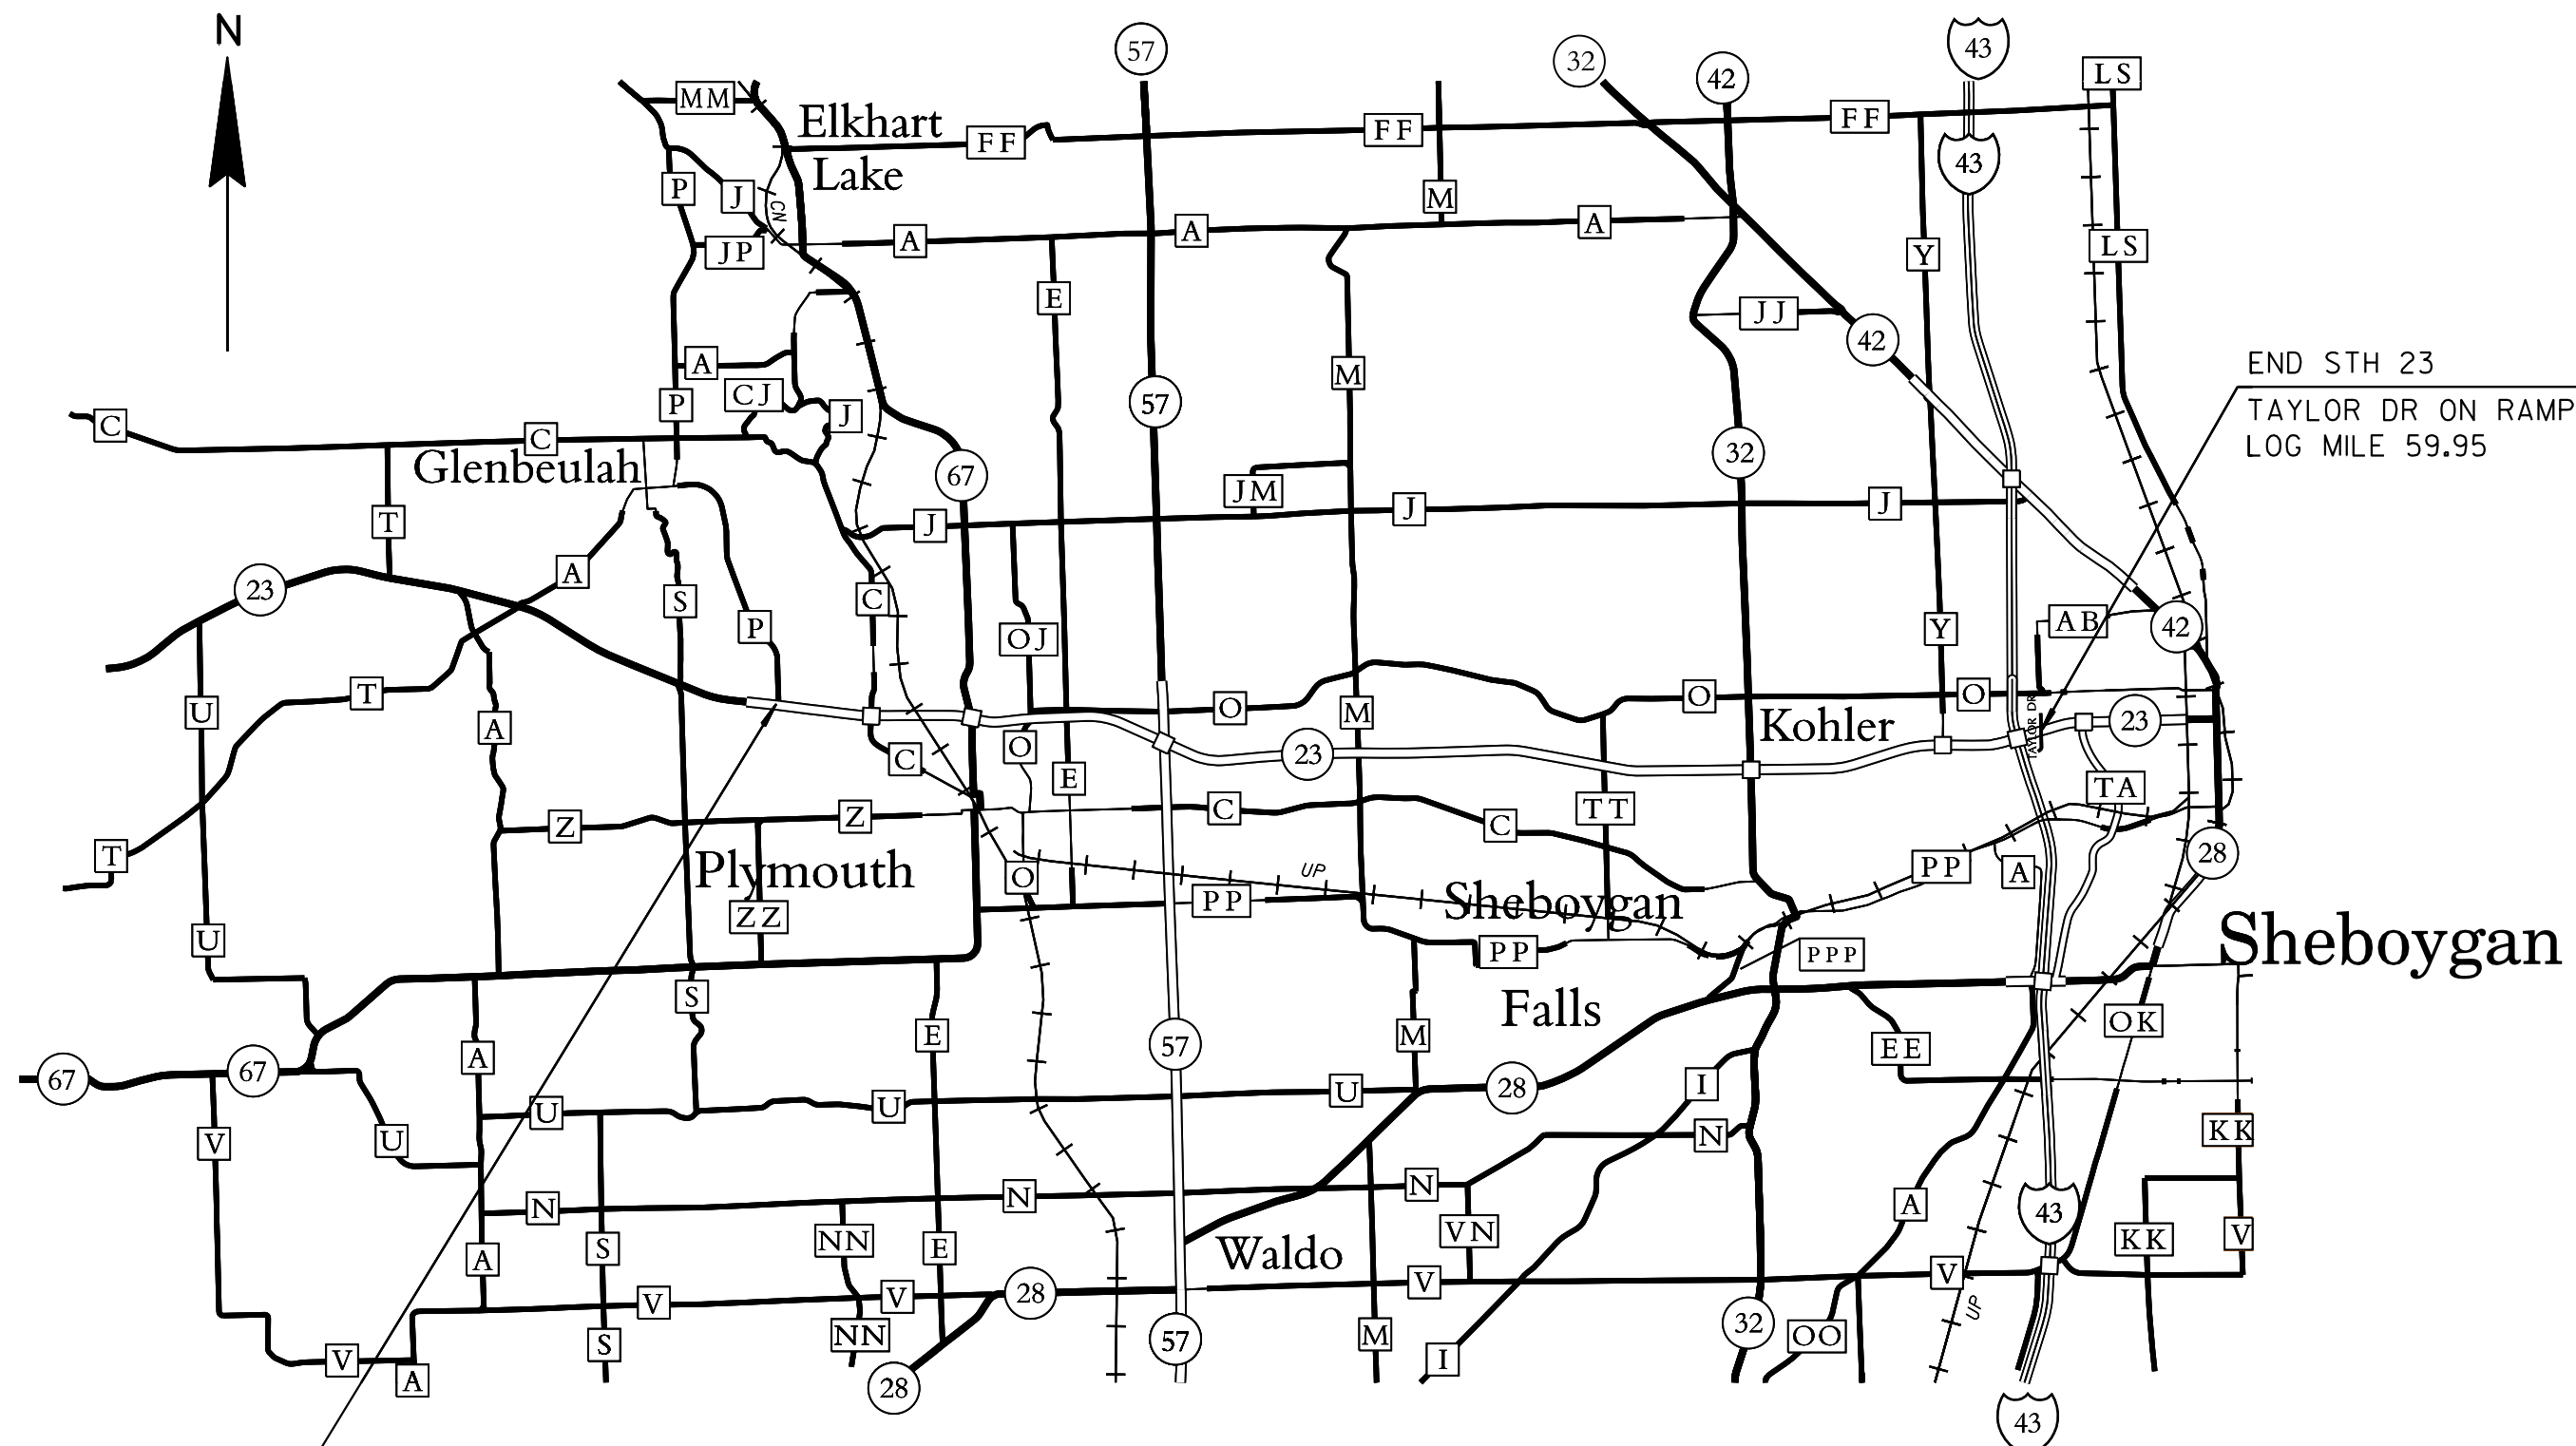 N
57
32
42
43
LS
MM
Elkhart
Lake
FF
FF
FF
43
P
J
CN
JP
A
A
M
A
Y
LS
E
JJ
42
A
M
END STH 23
TAYLOR DR ON RAMP
LOG MILE 59.95
P
CJ
J
57
C
C
Glenbeulah
67
32
JM
T
J
J
J
23
A
S
P
C
OJ
Y
AB
42
U
T
A
O
M
O
O
Kohler
TAYLOR DR
23
C
O
23
E
TA
Z
Z
C
C
TT
T
Plymouth
O
UP
PP
A
28
ZZ
PP
Sheboygan
Falls
PP
PPP
Sheboygan
U
S
OK
67
67
A
E
57
M
EE
V
U
U
U
U
28
I
N
KK
N
N
N
VN
A
43
KK
V
A
S
NN
E
Waldo
V
V
28
V
V
UP
V
A
S
NN
28
57
M
I
32
OO
43